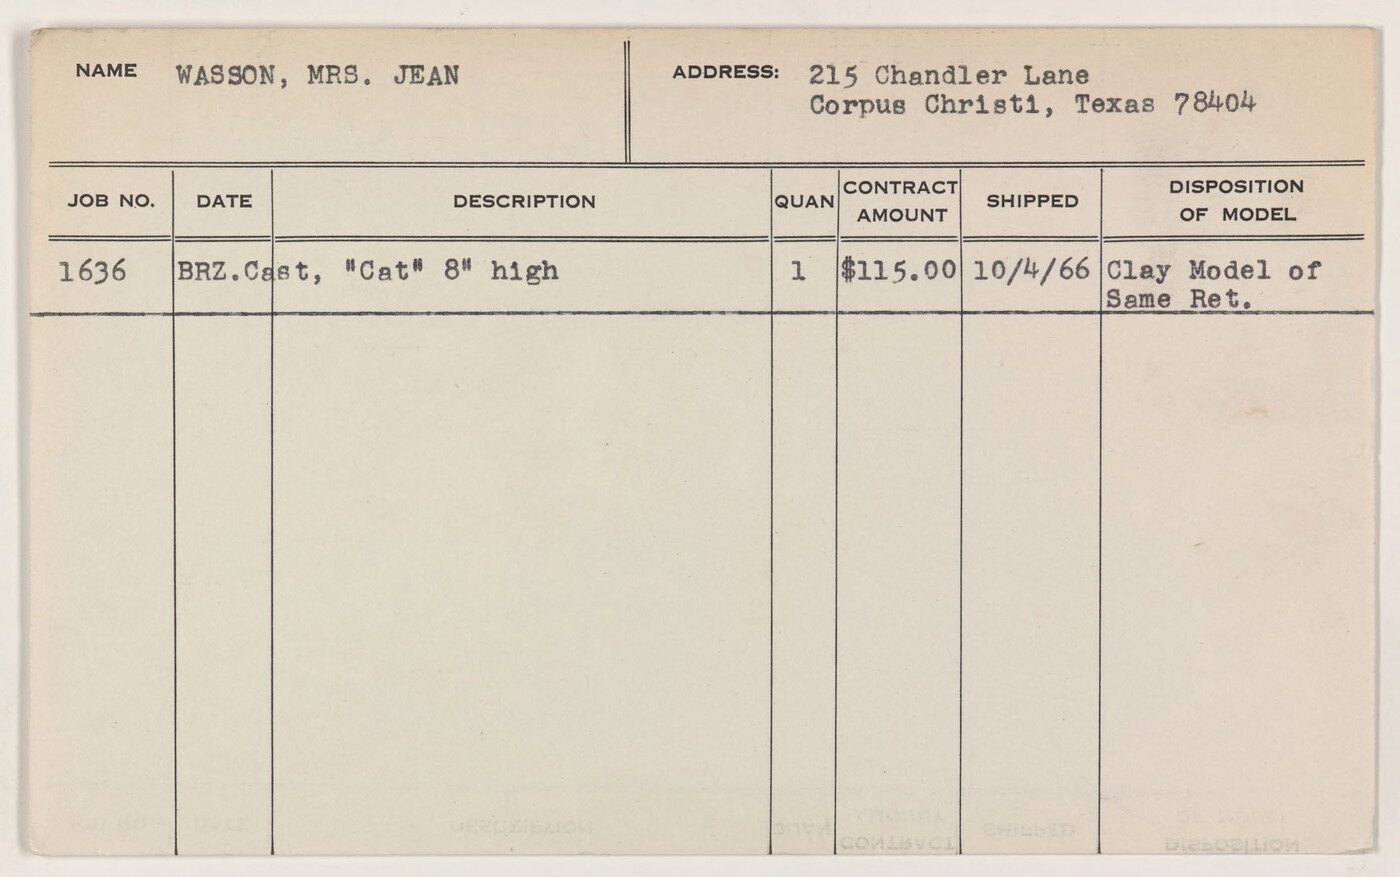 NAME WASSON, MRS. JEAN
ADDRESS: 215 Chandler Lane
Corpus Christi, Texas 78404
JOB NO. DATE DESCRIPTION QUAN CONTRACT AMOUNT SHIPPED DISPOSITION OF MODEL
1636 BRZ.Cast, "Cat" 8" high 1 $115.00 10/4/66 Clay Model of
Same Ret.